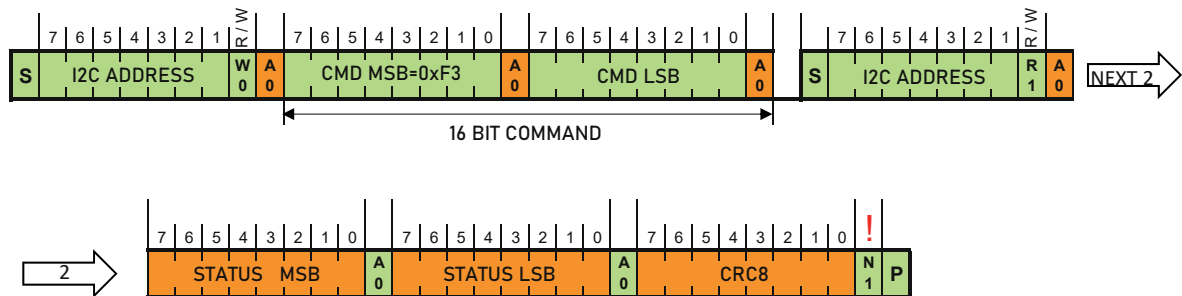 7 6 5 4 3 2 1 R / W 7 6 5 4 3 2 1 0 7 6 5 4 3 2 1 0 7 6 5 4 3 2 1 R / W
S I2C ADDRESS W 0 A 0 CMD MSB=0xF3 A 0 CMD LSB A 0 S I2C ADDRESS R 1 A 0 NEXT 2
16 BIT COMMAND
7 6 5 4 3 2 1 0 7 6 5 4 3 2 1 0 7 6 5 4 3 2 1 0 !
2 STATUS MSB A 0 STATUS LSB A 0 CRC8 N 1 P